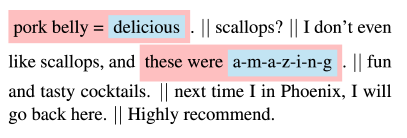 pork belly = delicious . || scallops? || I don't even
like scallops, and these were a-m-a-z-i-n-g . || fun
and tasty cocktails. || next time I in Phoenix, I will
go back here. || Highly recommend.